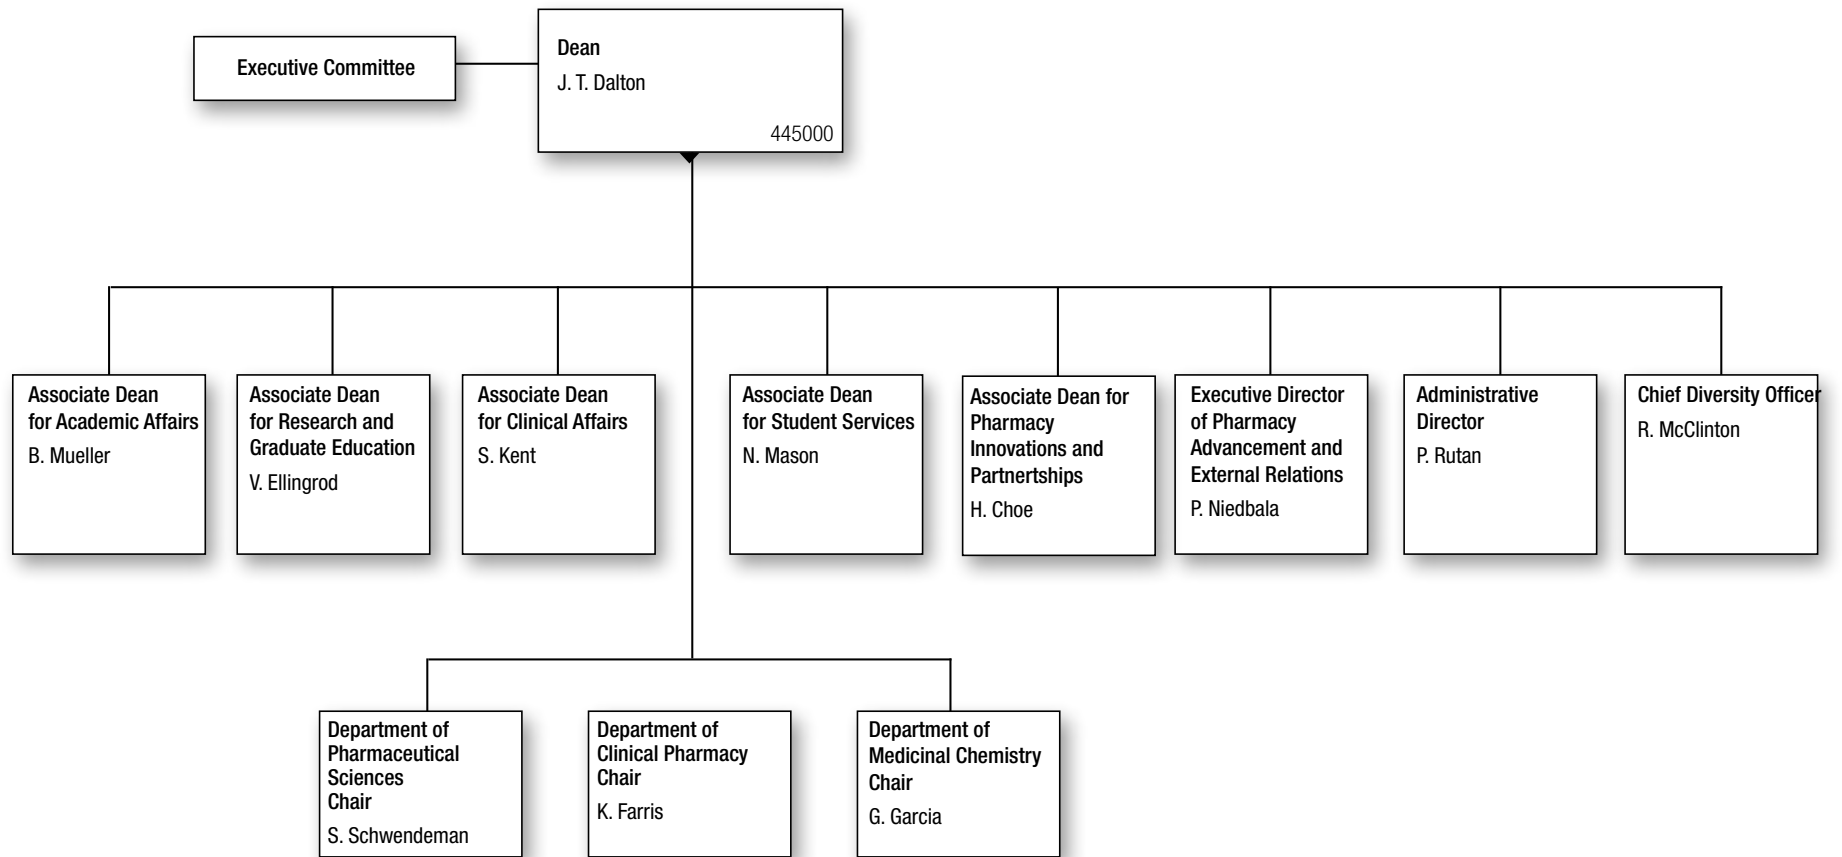 Executive Committee
Dean
J. T. Dalton
445000
Associate Dean
for Academic Affairs
B. Mueller
Associate Dean
for Research and
Graduate Education
V. Ellingrod
Associate Dean
for Clinical Affairs
S. Kent
Associate Dean
for Student Services
N. Mason
Associate Dean for
Pharmacy
Innovations and
Partnertships
H. Choe
Executive Director
of Pharmacy
Advancement and
External Relations
P. Niedbala
Administrative
Director
P. Rutan
Chief Diversity Officer
R. McClinton
Department of
Pharmaceutical
Sciences
Chair
S. Schwendeman
Department of
Clinical Pharmacy
Chair
K. Farris
Department of
Medicinal Chemistry
Chair
G. Garcia